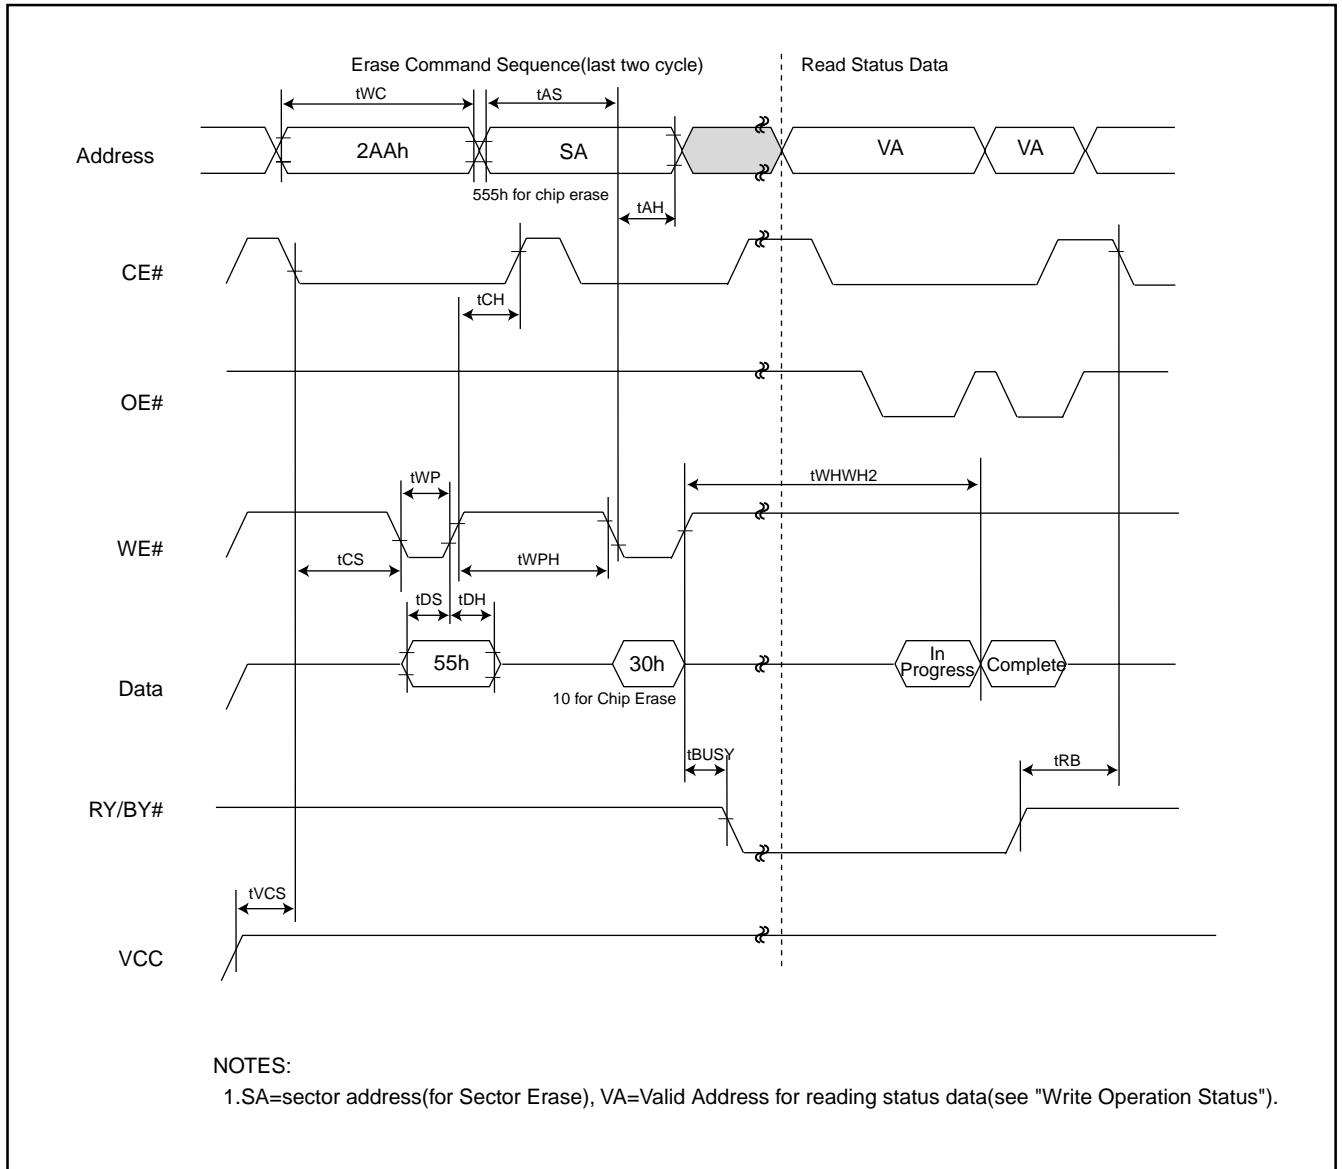 Erase Command Sequence(last two cycle)
Read Status Data
tWC
tAS
Address
2AAh
SA
VA
VA
555h for chip erase
tAH
CE#
tCH
OE#
tWP
tWHWH2
WE#
tCS
tWPH
tDS
tDH
Data
55h
30h
In
Progress
Complete
10 for Chip Erase
tBUSY
tRB
RY/BY#
tVCS
VCC
NOTES:
1.SA=sector address(for Sector Erase), VA=Valid Address for reading status data(see "Write Operation Status").